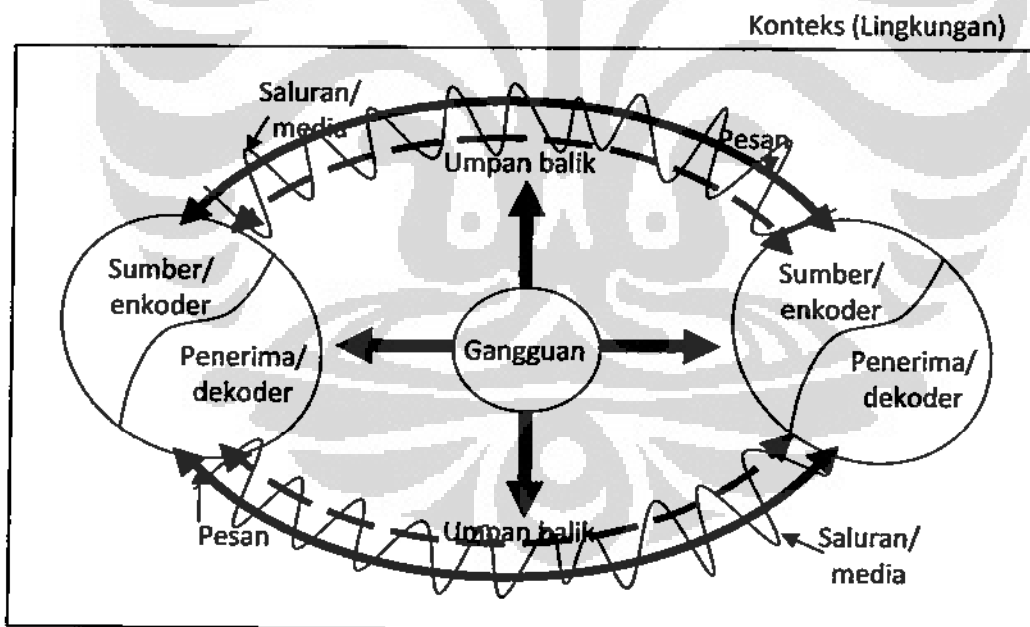 Konteks (Lingkungan)
Saluran/
media
Pesan
Umpan balik
Sumber/
enkoder
Penerima/
dekoder
Gangguan
Sumber/
enkoder
Penerima/
dekoder
Umpan balik
Pesan
Saluran/
media